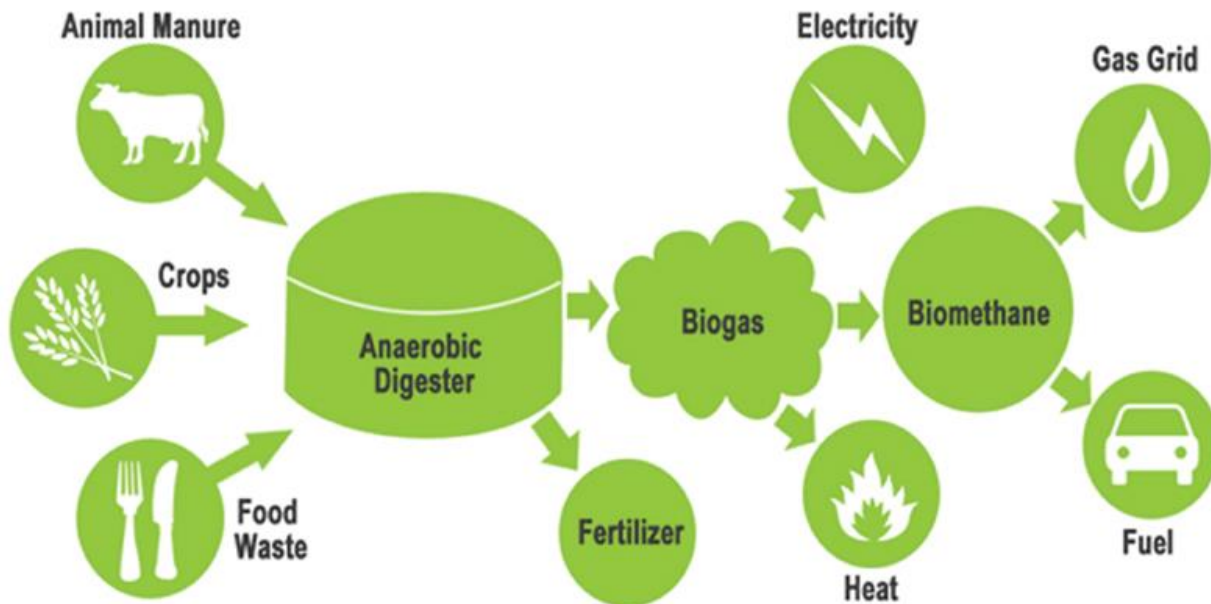 Animal Manure
Crops
Food
Waste
Anaerobic
Digester
Fertilizer
Biogas
Electricity
Heat
Biomethane
Gas Grid
Fuel